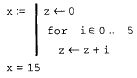 x := z ← 0
for i ∈ 0 .. 5
z ← z + i
x = 15